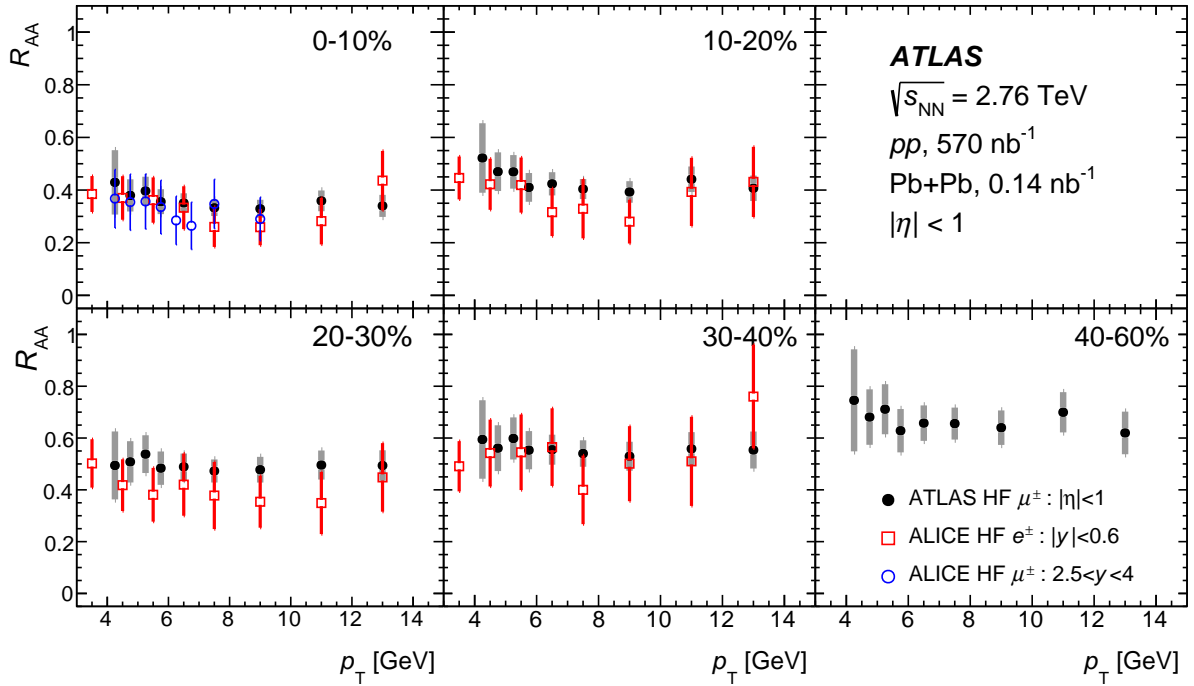 R_AA
1
0.8
0.6
0.4
0.2
0
0-10%
10-20%
ATLAS
√s_NN = 2.76 TeV
pp, 570 nb⁻¹
Pb+Pb, 0.14 nb⁻¹
|η| < 1
R_AA
1
0.8
0.6
0.4
0.2
0
20-30%
30-40%
40-60%
ATLAS HF μ± : |η|<1
ALICE HF e± : |y|<0.6
ALICE HF μ± : 2.5<y<4
4 6 8 10 12 14
4 6 8 10 12 14
4 6 8 10 12 14
p_T [GeV]
p_T [GeV]
p_T [GeV]